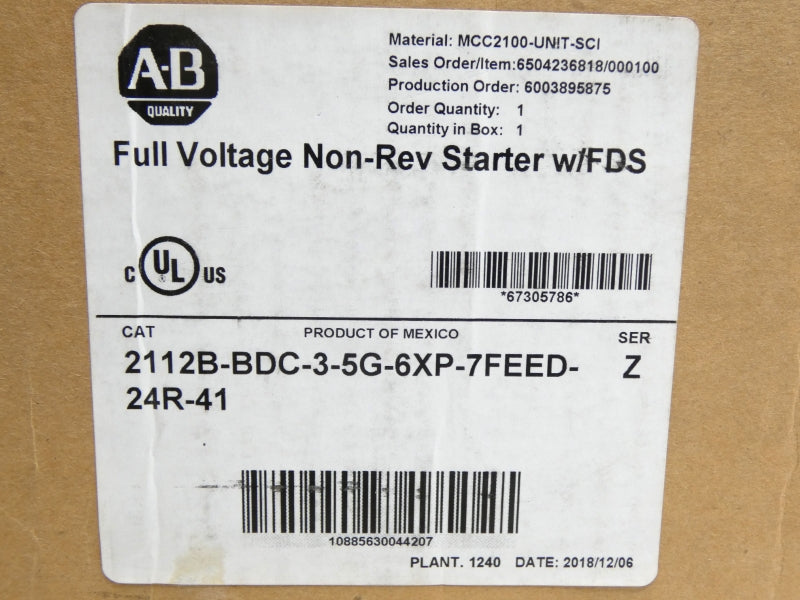 A-B
QUALITY
Material: MCC2100-UNIT-SCI
Sales Order/Item:6504236818/000100
Production Order: 6003895875
Order Quantity: 1
Quantity in Box: 1
Full Voltage Non-Rev Starter w/FDS
C UL US
*67305786*
CAT PRODUCT OF MEXICO SER
2112B-BDC-3-5G-6XP-7FEED- Z
24R-41
10885630044207
PLANT. 1240 DATE: 2018/12/06